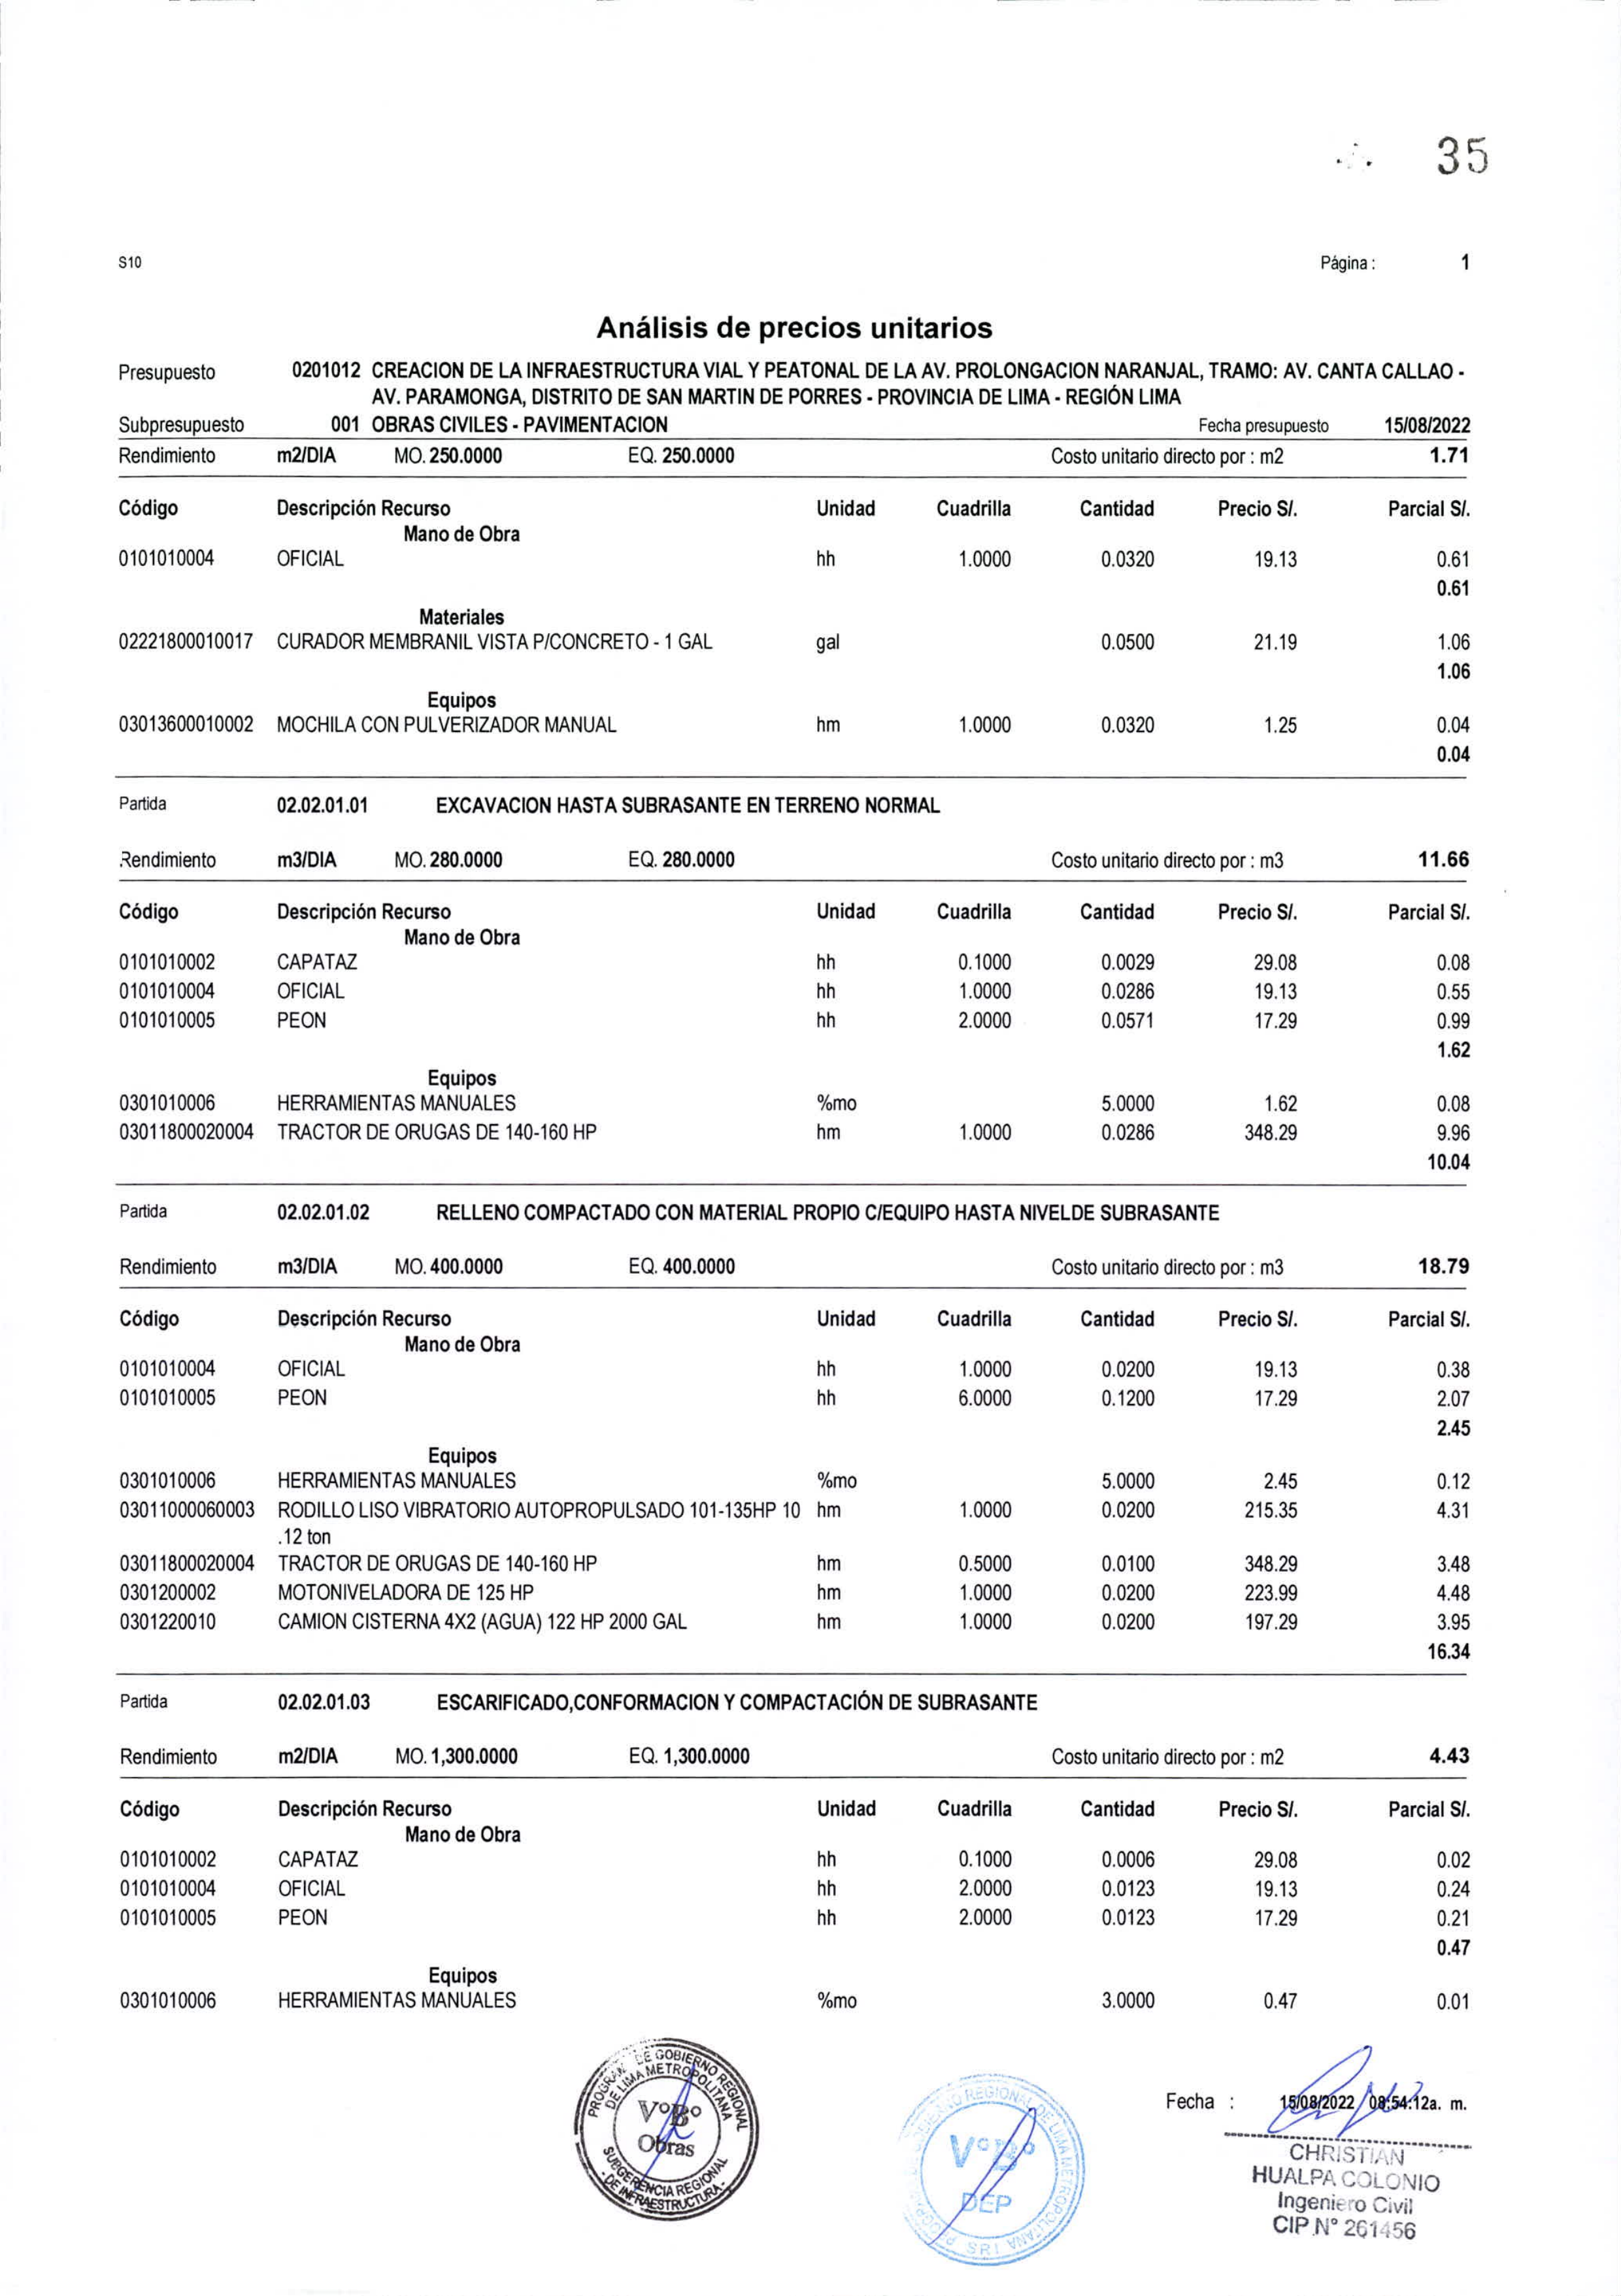 35
S10 Página : 1
Análisis de precios unitarios
Presupuesto 0201012 CREACION DE LA INFRAESTRUCTURA VIAL Y PEATONAL DE LA AV. PROLONGACION NARANJAL, TRAMO: AV. CANTA CALLAO -
AV. PARAMONGA, DISTRITO DE SAN MARTIN DE PORRES - PROVINCIA DE LIMA - REGIÓN LIMA
Subpresupuesto 001 OBRAS CIVILES - PAVIMENTACION Fecha presupuesto 15/08/2022
Rendimiento m2/DIA MO. 250.0000 EQ. 250.0000 Costo unitario directo por : m2 1.71
Código Descripción Recurso Unidad Cuadrilla Cantidad Precio S/. Parcial S/.
Mano de Obra
0101010004 OFICIAL hh 1.0000 0.0320 19.13 0.61
0.61
Materiales
02221800010017 CURADOR MEMBRANIL VISTA P/CONCRETO - 1 GAL gal 0.0500 21.19 1.06
1.06
Equipos
03013600010002 MOCHILA CON PULVERIZADOR MANUAL hm 1.0000 0.0320 1.25 0.04
0.04
Partida 02.02.01.01 EXCAVACION HASTA SUBRASANTE EN TERRENO NORMAL
Rendimiento m3/DIA MO. 280.0000 EQ. 280.0000 Costo unitario directo por : m3 11.66
Código Descripción Recurso Unidad Cuadrilla Cantidad Precio S/. Parcial S/.
Mano de Obra
0101010002 CAPATAZ hh 0.1000 0.0029 29.08 0.08
0101010004 OFICIAL hh 1.0000 0.0286 19.13 0.55
0101010005 PEON hh 2.0000 0.0571 17.29 0.99
1.62
Equipos
0301010006 HERRAMIENTAS MANUALES %mo 5.0000 1.62 0.08
03011800020004 TRACTOR DE ORUGAS DE 140-160 HP hm 1.0000 0.0286 348.29 9.96
10.04
Partida 02.02.01.02 RELLENO COMPACTADO CON MATERIAL PROPIO C/EQUIPO HASTA NIVELDE SUBRASANTE
Rendimiento m3/DIA MO. 400.0000 EQ. 400.0000 Costo unitario directo por : m3 18.79
Código Descripción Recurso Unidad Cuadrilla Cantidad Precio S/. Parcial S/.
Mano de Obra
0101010004 OFICIAL hh 1.0000 0.0200 19.13 0.38
0101010005 PEON hh 6.0000 0.1200 17.29 2.07
2.45
Equipos
0301010006 HERRAMIENTAS MANUALES %mo 5.0000 2.45 0.12
03011000060003 RODILLO LISO VIBRATORIO AUTOPROPULSADO 101-135HP 10 hm 1.0000 0.0200 215.35 4.31
.12 ton
03011800020004 TRACTOR DE ORUGAS DE 140-160 HP hm 0.5000 0.0100 348.29 3.48
0301200002 MOTONIVELADORA DE 125 HP hm 1.0000 0.0200 223.99 4.48
0301220010 CAMION CISTERNA 4X2 (AGUA) 122 HP 2000 GAL hm 1.0000 0.0200 197.29 3.95
16.34
Partida 02.02.01.03 ESCARIFICADO,CONFORMACION Y COMPACTACIÓN DE SUBRASANTE
Rendimiento m2/DIA MO. 1,300.0000 EQ. 1,300.0000 Costo unitario directo por : m2 4.43
Código Descripción Recurso Unidad Cuadrilla Cantidad Precio S/. Parcial S/.
Mano de Obra
0101010002 CAPATAZ hh 0.1000 0.0006 29.08 0.02
0101010004 OFICIAL hh 2.0000 0.0123 19.13 0.24
0101010005 PEON hh 2.0000 0.0123 17.29 0.21
0.47
Equipos
0301010006 HERRAMIENTAS MANUALES %mo 3.0000 0.47 0.01
DE GOBIERNO REGIONAL
DE LIMA METROPOLITANA
V°B°
Obras
SUBGERENCIA REGIONAL
DE INFRAESTRUCTURA
REGIONAL DE LIMA METROPOLITANA
V°B°
DEP
SRI
Fecha : 15/08/2022 08:54:12a. m.
CHRISTIAN
HUALPA COLONIO
Ingeniero Civil
CIP N° 261456